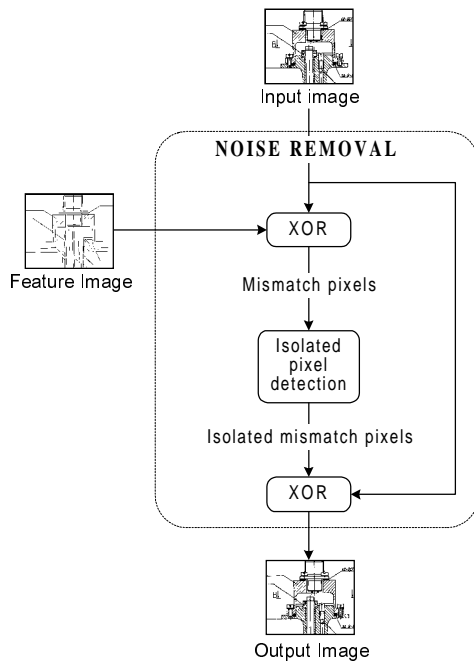 Input image
NOISE REMOVAL
XOR
Feature Image
Mismatch pixels
Isolated
pixel
detection
Isolated mismatch pixels
XOR
Output Image